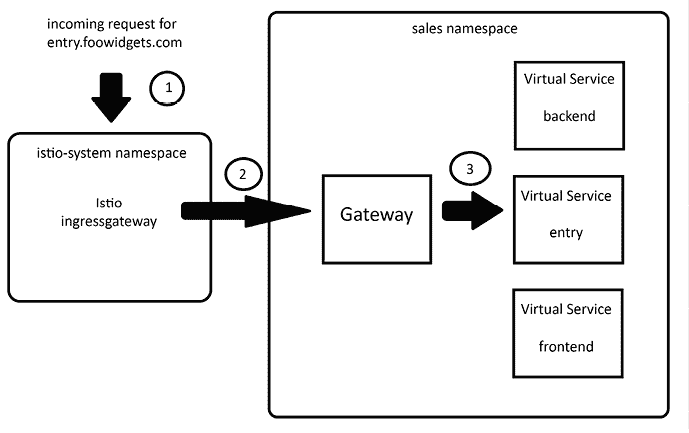 incoming request for
entry.foowidgets.com
1
istio-system namespace
Istio
ingressgateway
2
sales namespace
Gateway
3
Virtual Service
backend
Virtual Service
entry
Virtual Service
frontend